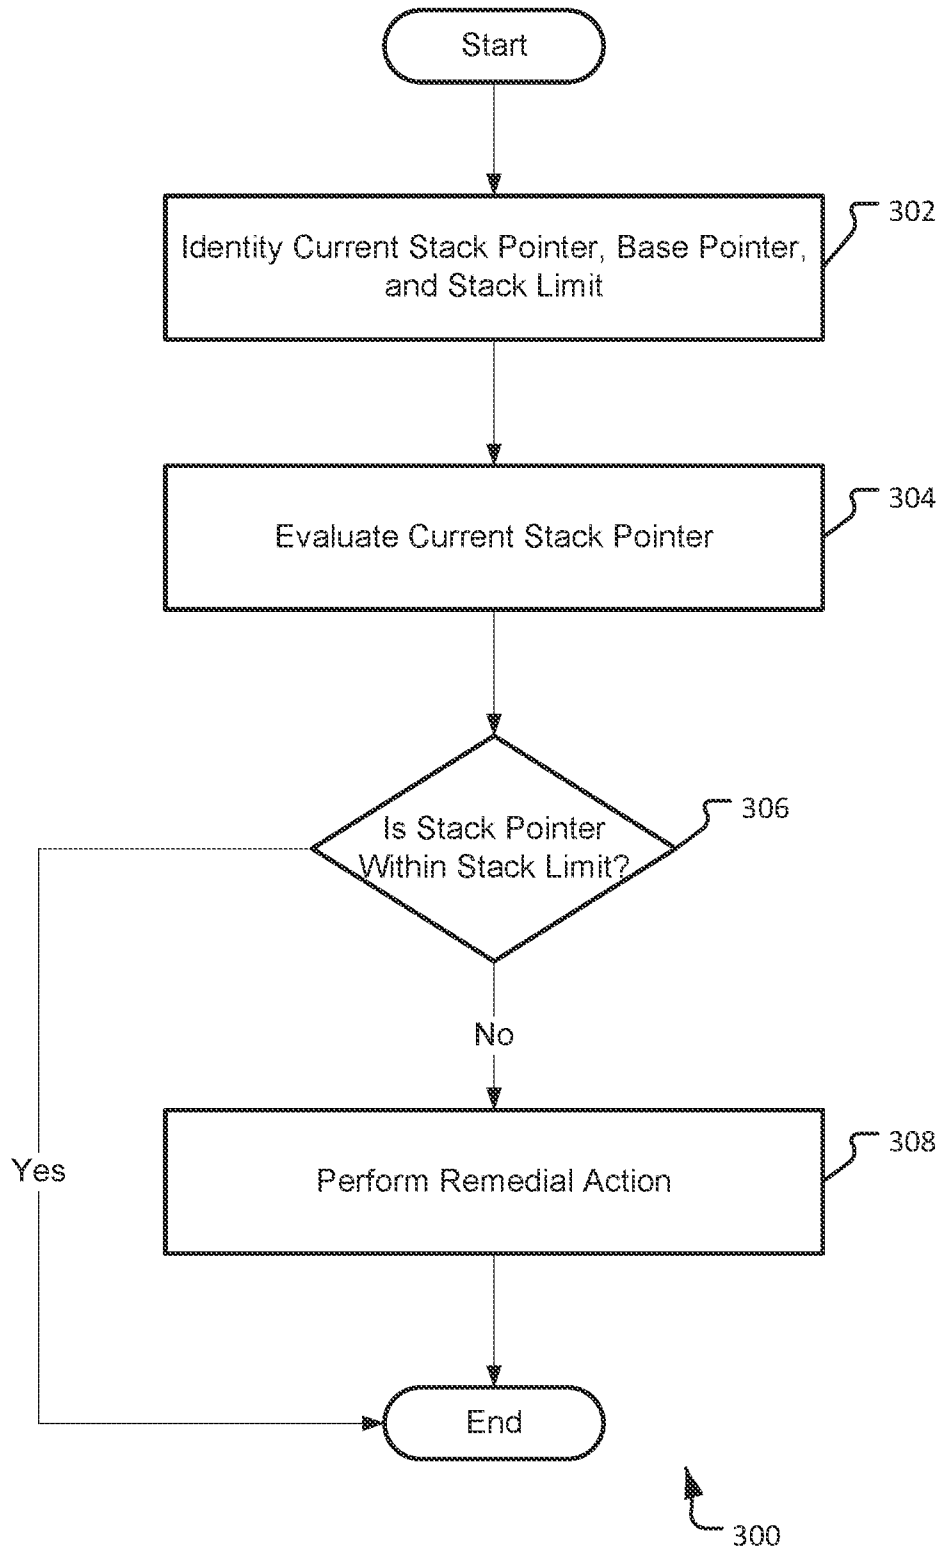 Start
302
Identity Current Stack Pointer, Base Pointer,
and Stack Limit
304
Evaluate Current Stack Pointer
306
Is Stack Pointer
Within Stack Limit?
No
308
Yes
Perform Remedial Action
End
300